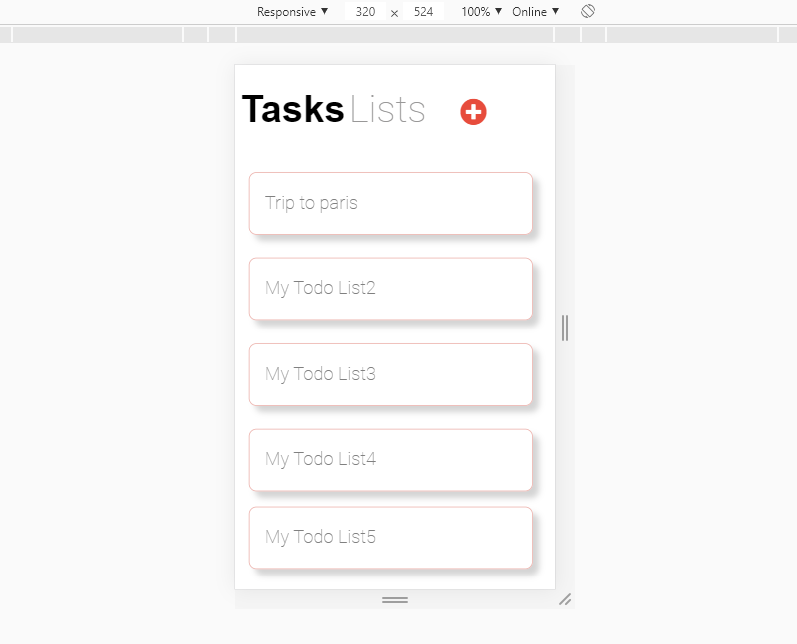 Responsive ▼ 320 × 524 100% ▼ Online ▼
Tasks Lists
Trip to paris
My Todo List2
My Todo List3
My Todo List4
My Todo List5